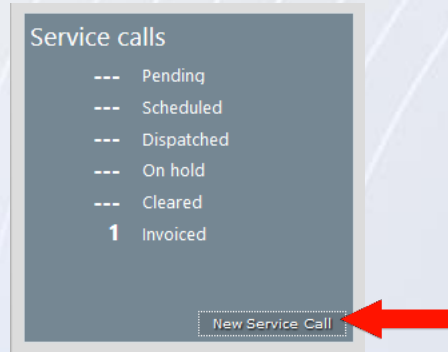 Service calls
--- Pending
--- Scheduled
--- Dispatched
--- On hold
--- Cleared
1 Invoiced
New Service Call